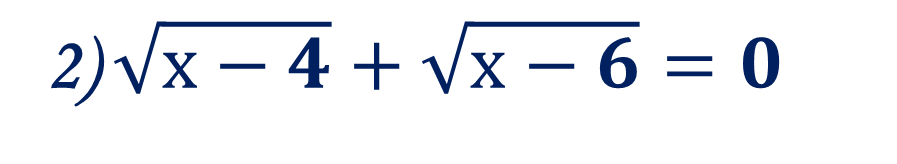 2)√x − 4 + √x − 6 = 0